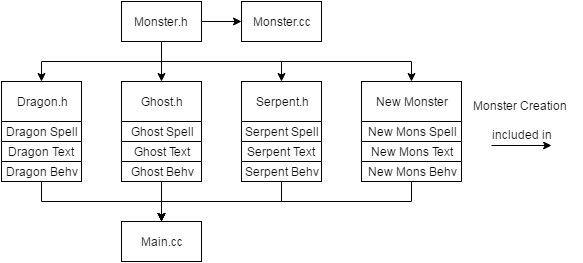 Monster.h
Monster.cc
Dragon.h
Ghost.h
Serpent.h
New Monster
Monster Creation
Dragon Spell
Ghost Spell
Serpent Spell
New Mons Spell
included in
Dragon Text
Ghost Text
Serpent Text
New Mons Text
Dragon Behv
Ghost Behv
Serpent Behv
New Mons Behv
Main.cc